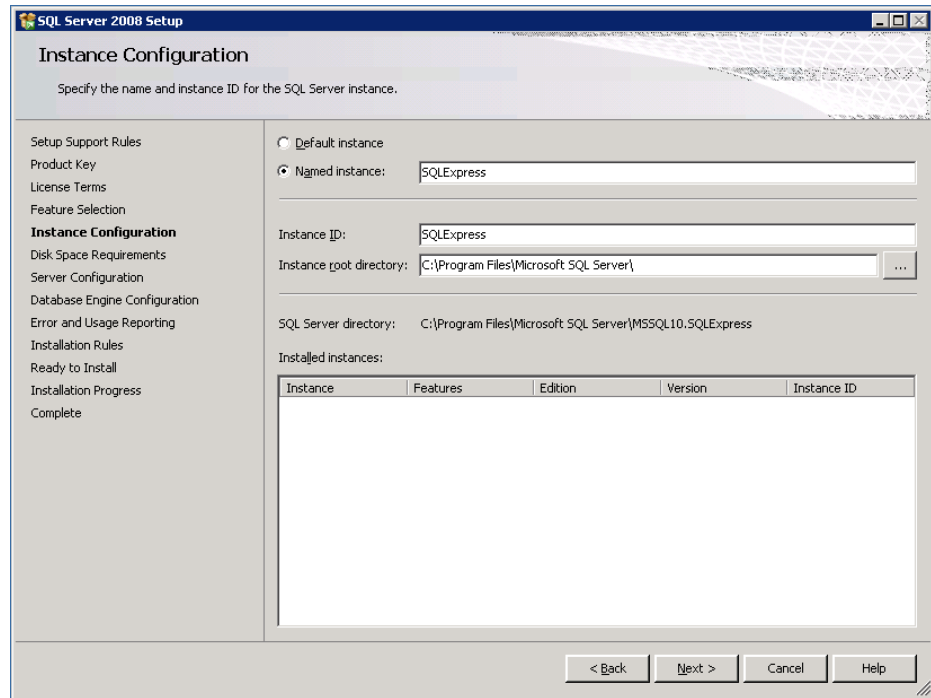 SQL Server 2008 Setup
Instance Configuration
Specify the name and instance ID for the SQL Server instance.
Setup Support Rules
Product Key
License Terms
Feature Selection
Instance Configuration
Disk Space Requirements
Server Configuration
Database Engine Configuration
Error and Usage Reporting
Installation Rules
Ready to Install
Installation Progress
Complete
Default instance
Named instance: SQLExpress
Instance ID: SQLExpress
Instance root directory: C:\Program Files\Microsoft SQL Server\ ...
SQL Server directory: C:\Program Files\Microsoft SQL Server\MSSQL10.SQLExpress
Installed instances:
Instance Features Edition Version Instance ID
< Back Next > Cancel Help